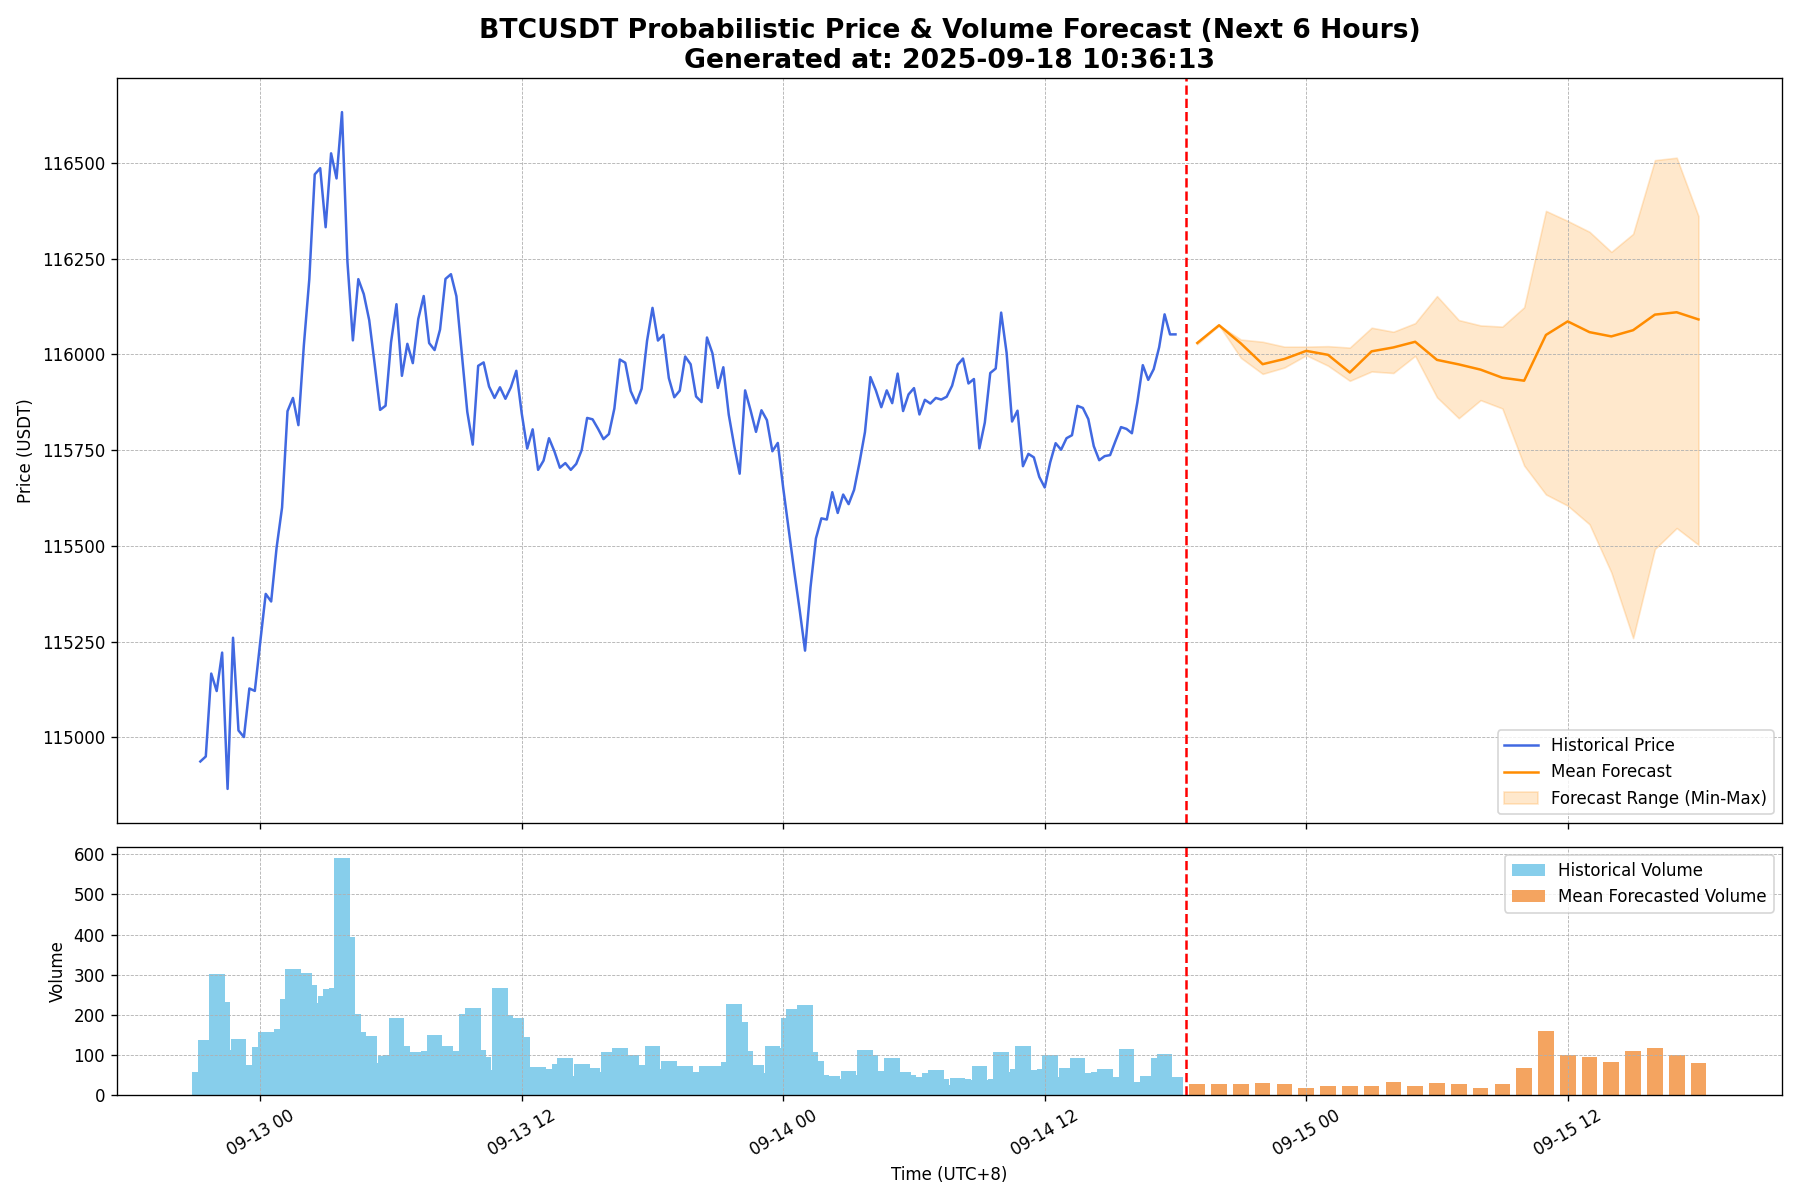 BTCUSDT Probabilistic Price & Volume Forecast (Next 6 Hours)
Generated at: 2025-09-18 10:36:13
Price (USDT)
116500
116250
116000
115750
115500
115250
115000
Historical Price
Mean Forecast
Forecast Range (Min-Max)
Volume
600
500
400
300
200
100
0
Historical Volume
Mean Forecasted Volume
09-13 00
09-13 12
09-14 00
09-14 12
09-15 00
09-15 12
Time (UTC+8)